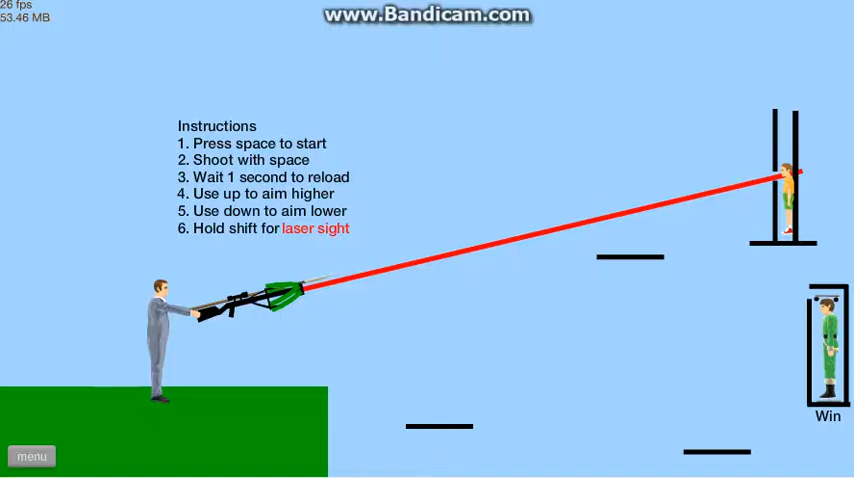 26 fps
53.46 MB
www.Bandicam.com
Instructions
1. Press space to start
2. Shoot with space
3. Wait 1 second to reload
4. Use up to aim higher
5. Use down to aim lower
6. Hold shift for laser sight
Win
menu